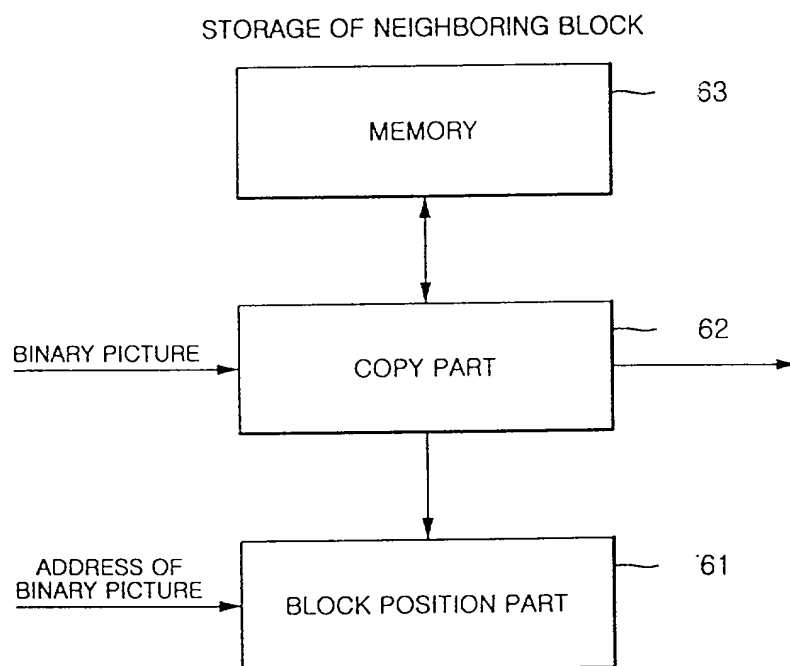 STORAGE OF NEIGHBORING BLOCK
63
MEMORY
62
BINARY PICTURE
COPY PART
61
ADDRESS OF
BINARY PICTURE
BLOCK POSITION PART